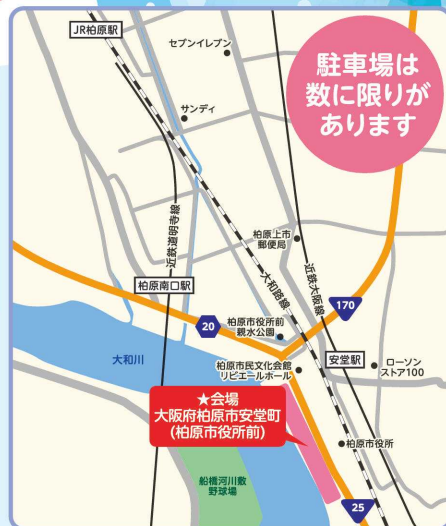 JR柏原駅
セブンイレブン
駐車場は
数に限りが
あります
サンディ
近鉄道明寺線
柏原上市
郵便局
大和路線
近鉄大阪線
柏原南口駅
170
20
柏原市役所前
親水公園
大和川
安堂駅
柏原市民文化会館
リビエールホール
ローソン
ストア100
★会場
大阪府柏原市安堂町
(柏原市役所前)
柏原市役所
船橋河川敷
野球場
25